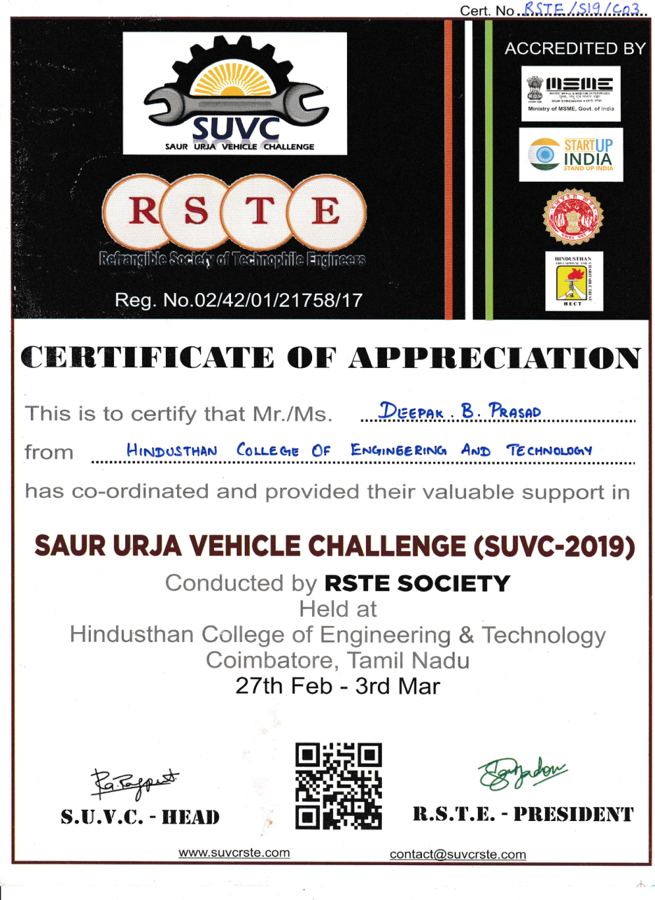 Cert. No. RSTE/S19/C03
SUVC
SAUR URJA VEHICLE CHALLENGE
RSTE
Refrangible Society of Technophile Engineers
Reg. No.02/42/01/21758/17
ACCREDITED BY
MSME
Ministry of MSME, Govt. of India
STARTUP
INDIA
STAND UP INDIA
HINDUSTHAN
HECT
CERTIFICATE OF APPRECIATION
This is to certify that Mr./Ms. DEEPAK. B. PRASAD
from HINDUSTHAN COLLEGE OF ENGINEERING AND TECHNOLOGY
has co-ordinated and provided their valuable support in
SAUR URJA VEHICLE CHALLENGE (SUVC-2019)
Conducted by RSTE SOCIETY
Held at
Hindusthan College of Engineering & Technology
Coimbatore, Tamil Nadu
27th Feb - 3rd Mar
S.U.V.C. - HEAD
R.S.T.E. - PRESIDENT
www.suvcrste.com
contact@suvcrste.com